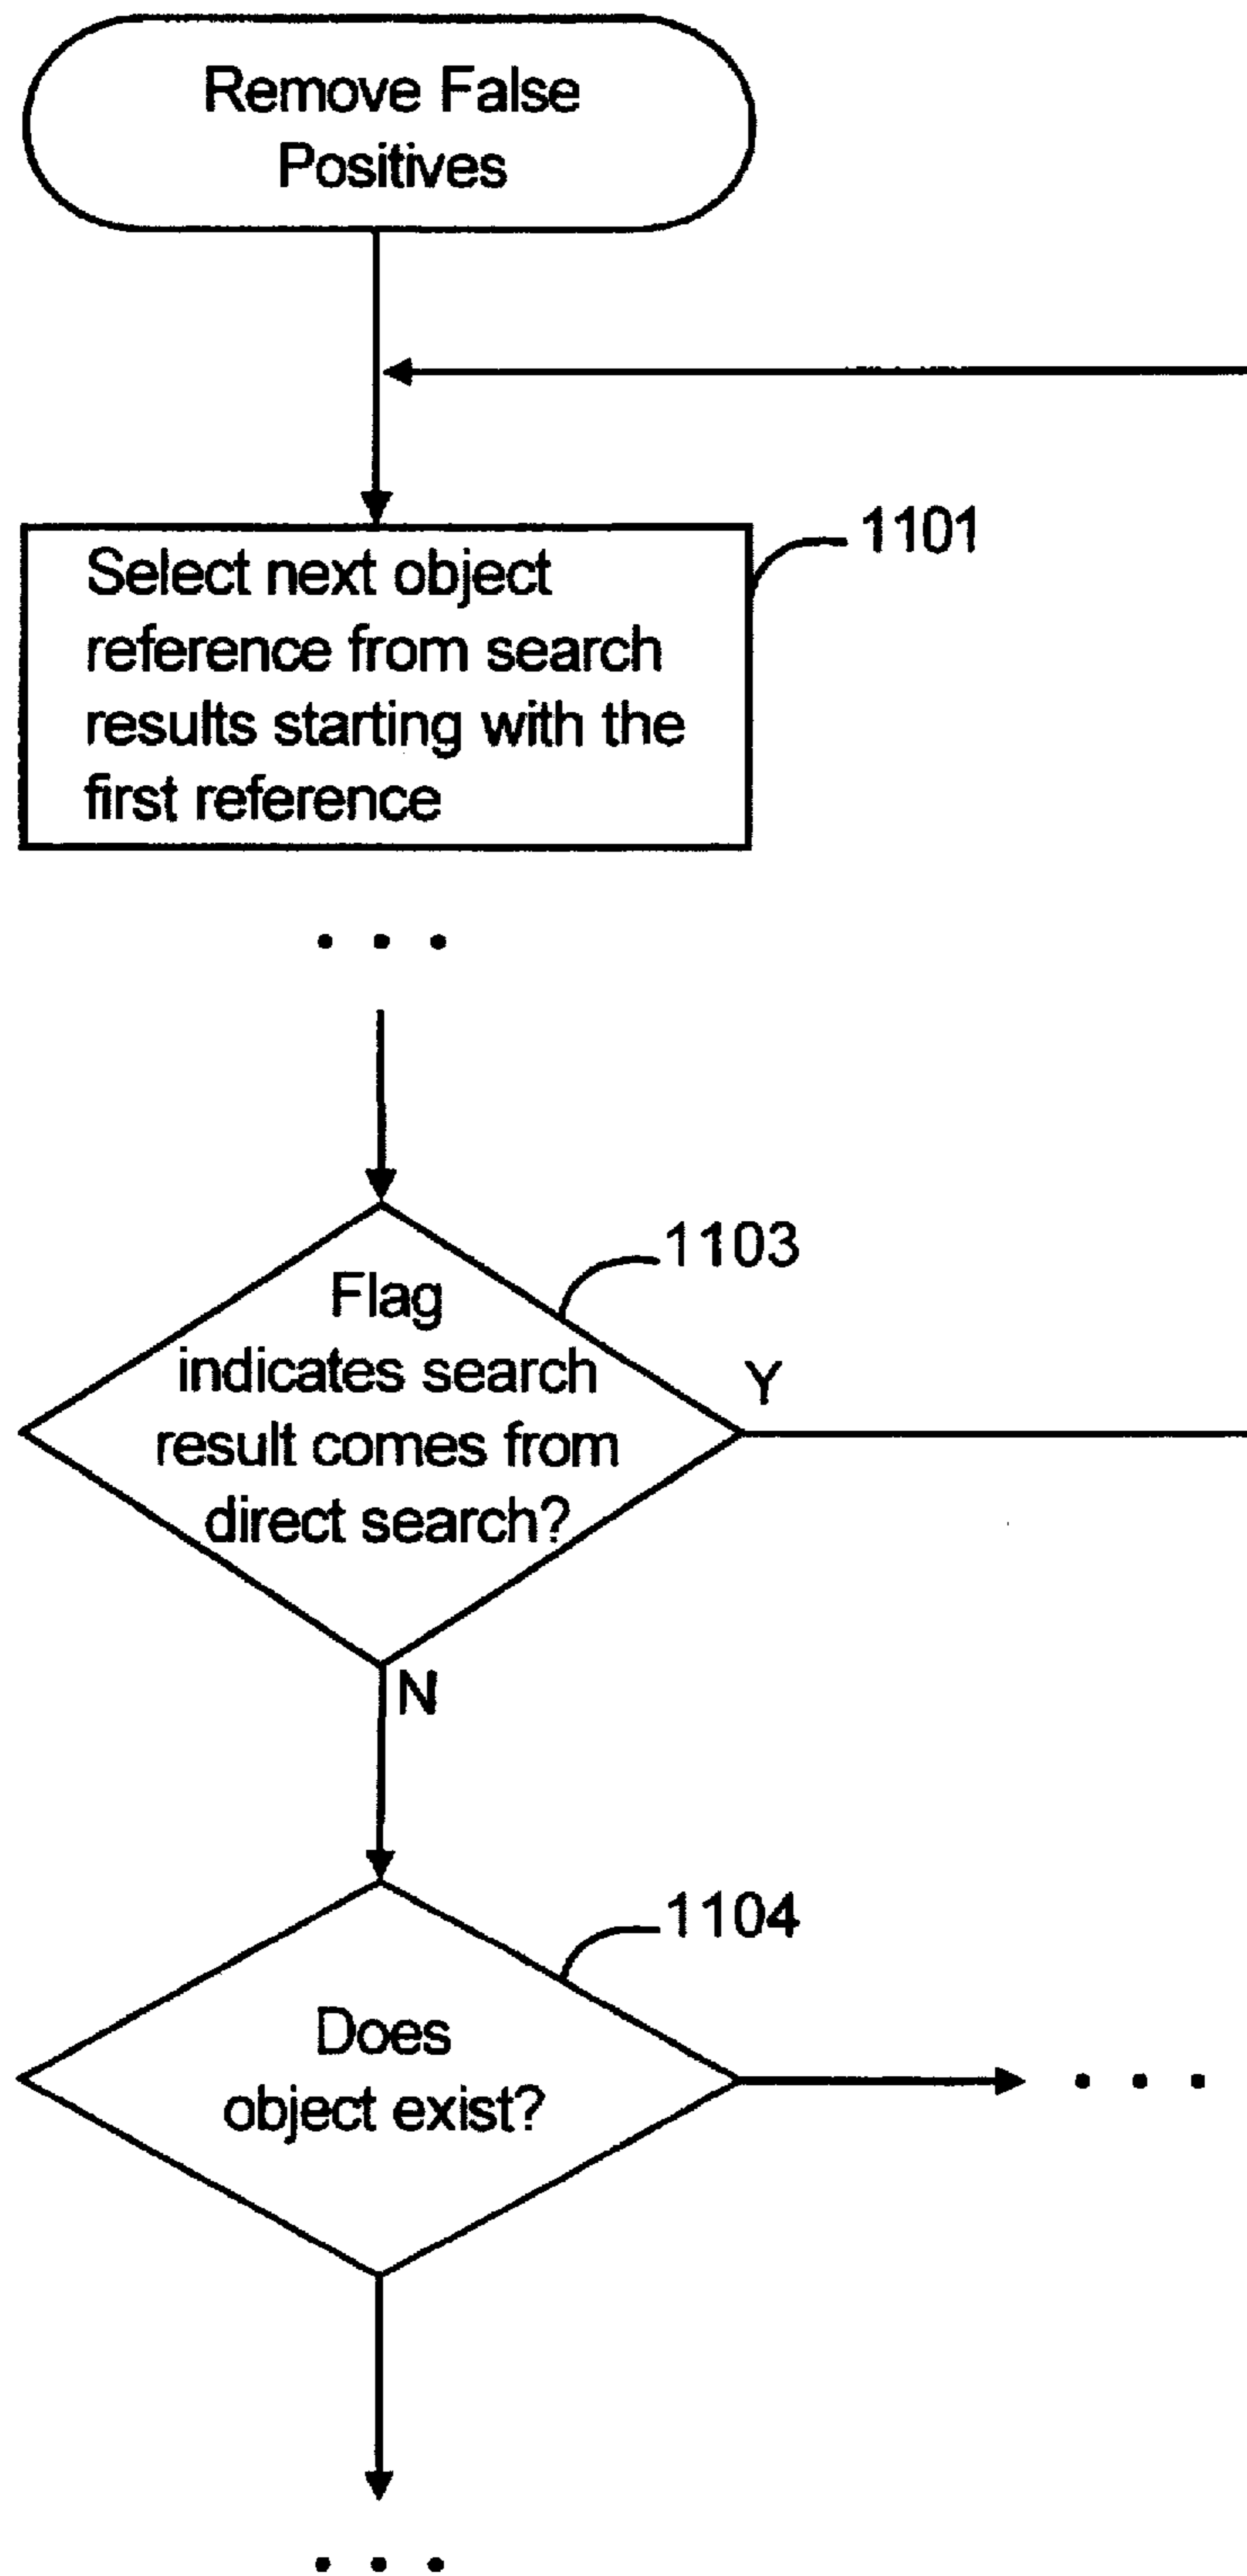 Remove False
Positives
1101
Select next object
reference from search
results starting with the
first reference
. . .
1103
Flag
indicates search
result comes from
direct search?
Y
N
1104
Does
object exist?
. . .
. . .